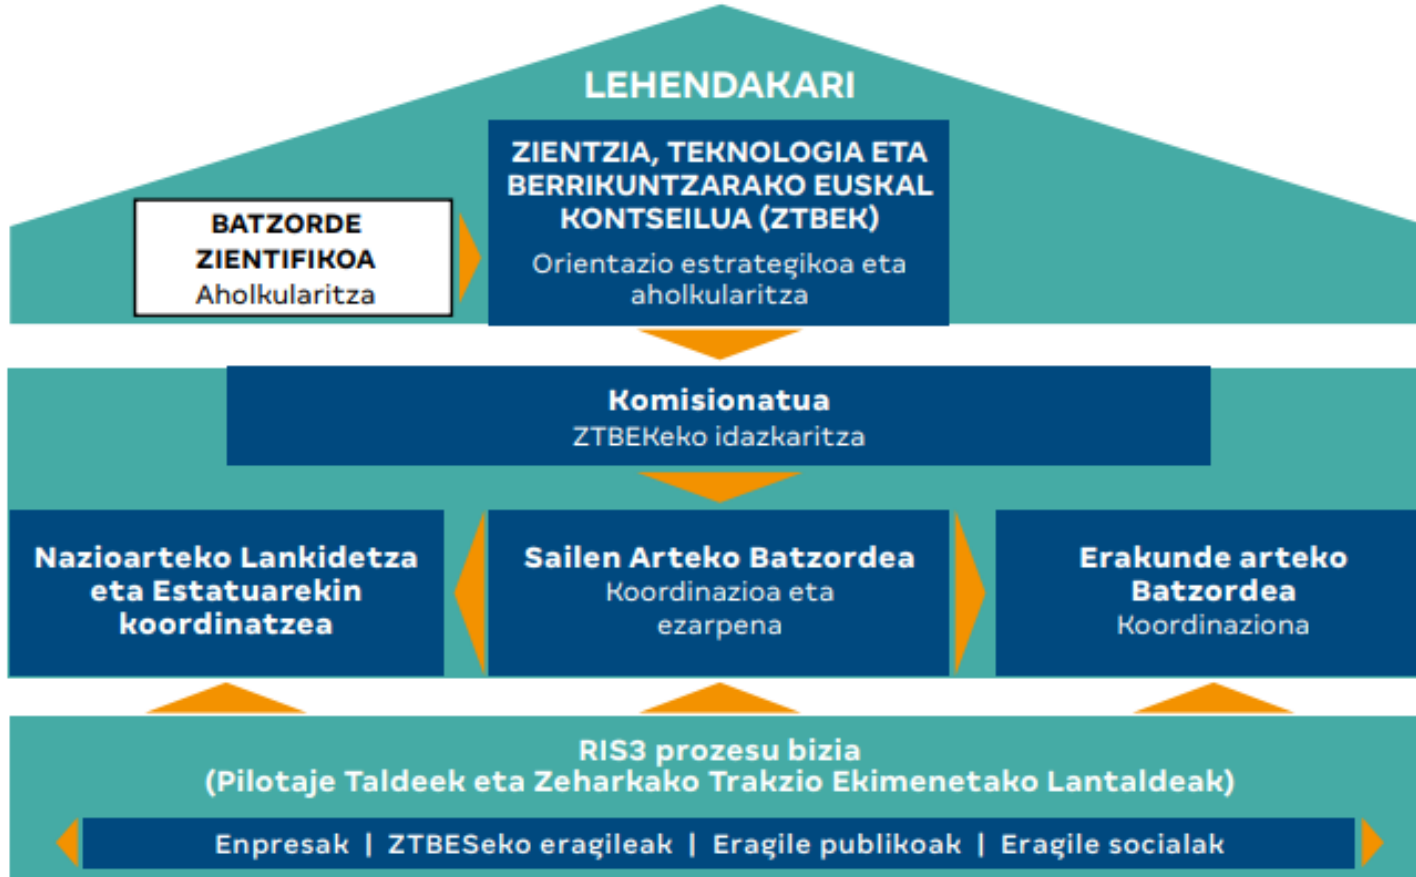 LEHENDAKARI
ZIENTZIA, TEKNOLOGIA ETA
BERRIKUNTZARAKO EUSKAL
KONTSEILUA (ZTBEK)
Orientazio estrategikoa eta
aholkularitza
BATZORDE
ZIENTIFIKOA
Aholkularitza
Komisionatua
ZTBEKeko idazkaritza
Nazioarteko Lankidetza
eta Estatuarekin
koordinatzea
Sailen Arteko Batzordea
Koordinazioa eta
ezarpena
Erakunde arteko
Batzordea
Koordinaziona
RIS3 prozesu bizia
(Pilotaje Taldeek eta Zeharkako Trakzio Ekimenetako Lantaldeak)
Enpresak | ZTBESeko eragileak | Eragile publikoak | Eragile sozialak